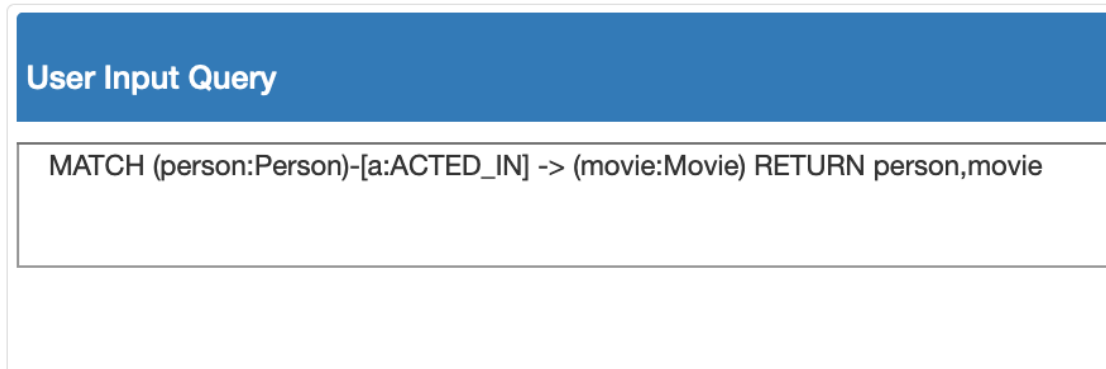 User Input Query
MATCH (person:Person)-[a:ACTED_IN] -> (movie:Movie) RETURN person,movie